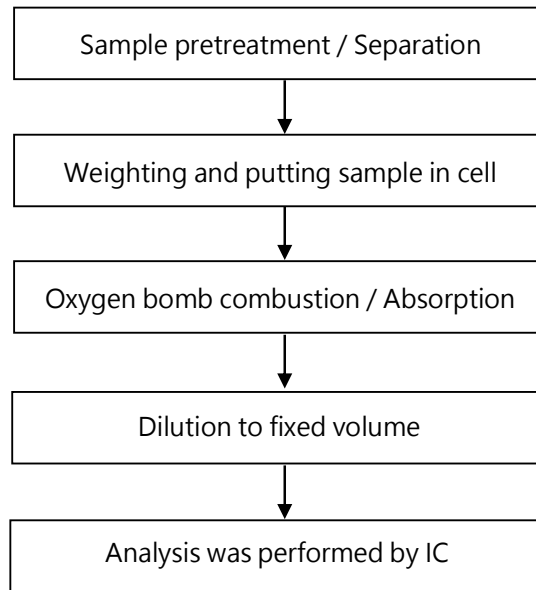 Sample pretreatment / Separation
Weighting and putting sample in cell
Oxygen bomb combustion / Absorption
Dilution to fixed volume
Analysis was performed by IC